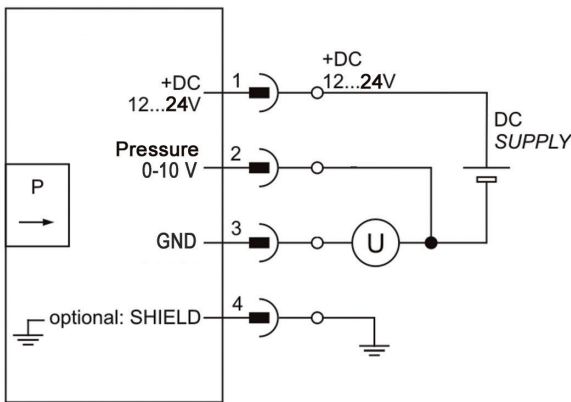 +DC
12...24V
1
+DC
12...24V
DC
SUPPLY
Pressure
0-10 V
2
P
GND
3
U
optional: SHIELD
4